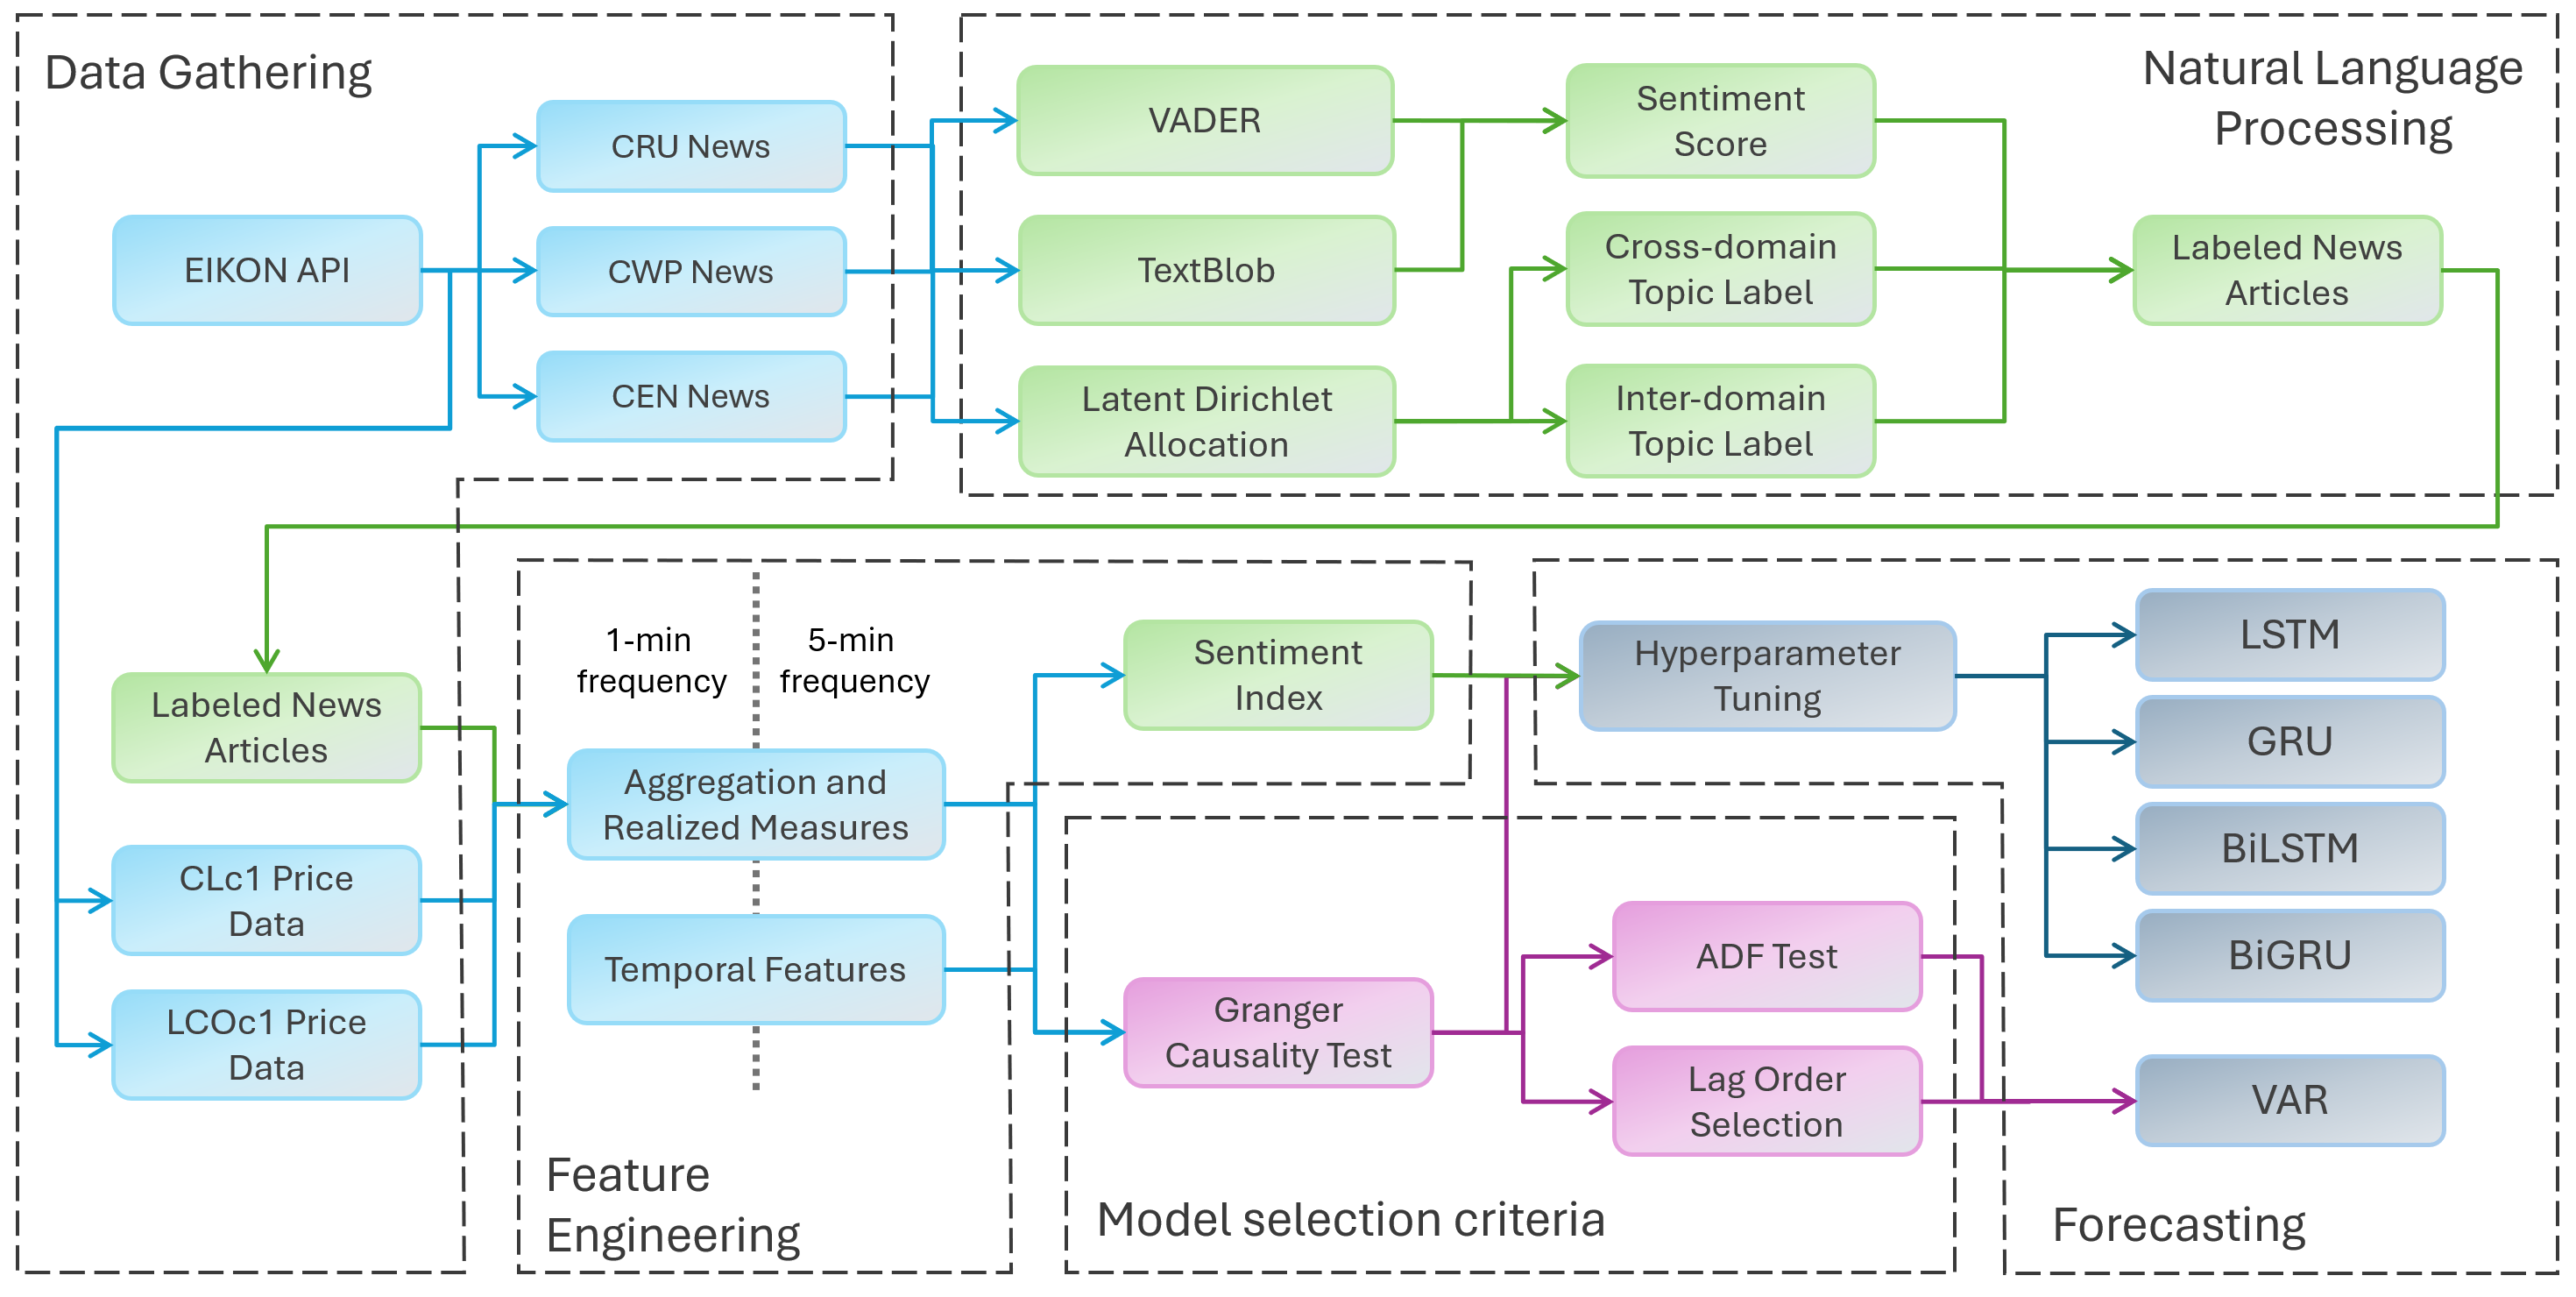 Data Gathering
EIKON API
CRU News
CWP News
CEN News
Natural Language
Processing
VADER
TextBlob
Latent Dirichlet
Allocation
Sentiment
Score
Cross-domain
Topic Label
Inter-domain
Topic Label
Labeled News
Articles
Labeled News
Articles
CLc1 Price
Data
LCOc1 Price
Data
1-min
frequency
5-min
frequency
Aggregation and
Realized Measures
Temporal Features
Sentiment
Index
Feature
Engineering
Granger
Causality Test
ADF Test
Lag Order
Selection
Model selection criteria
Hyperparameter
Tuning
LSTM
GRU
BiLSTM
BiGRU
VAR
Forecasting